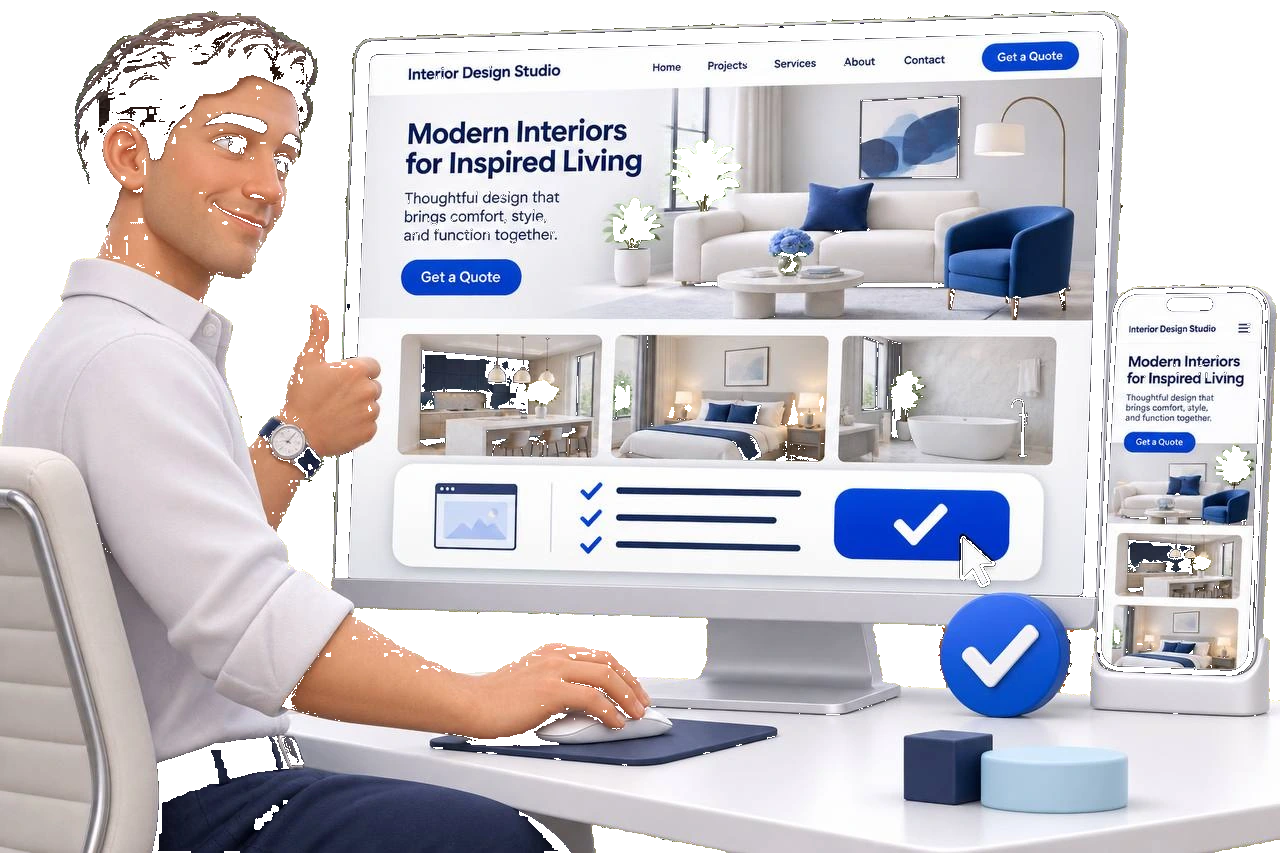 Interior Design Studio
Home
Projects
Services
About
Contact
Get a Quote
Modern Interiors
for Inspired Living
Thoughtful design that
brings comfort, style,
and function together.
Get a Quote
Interior Design Studio
Modern Interiors
for Inspired Living
Thoughtful design that
brings comfort, style,
and function together.
Get a Quote